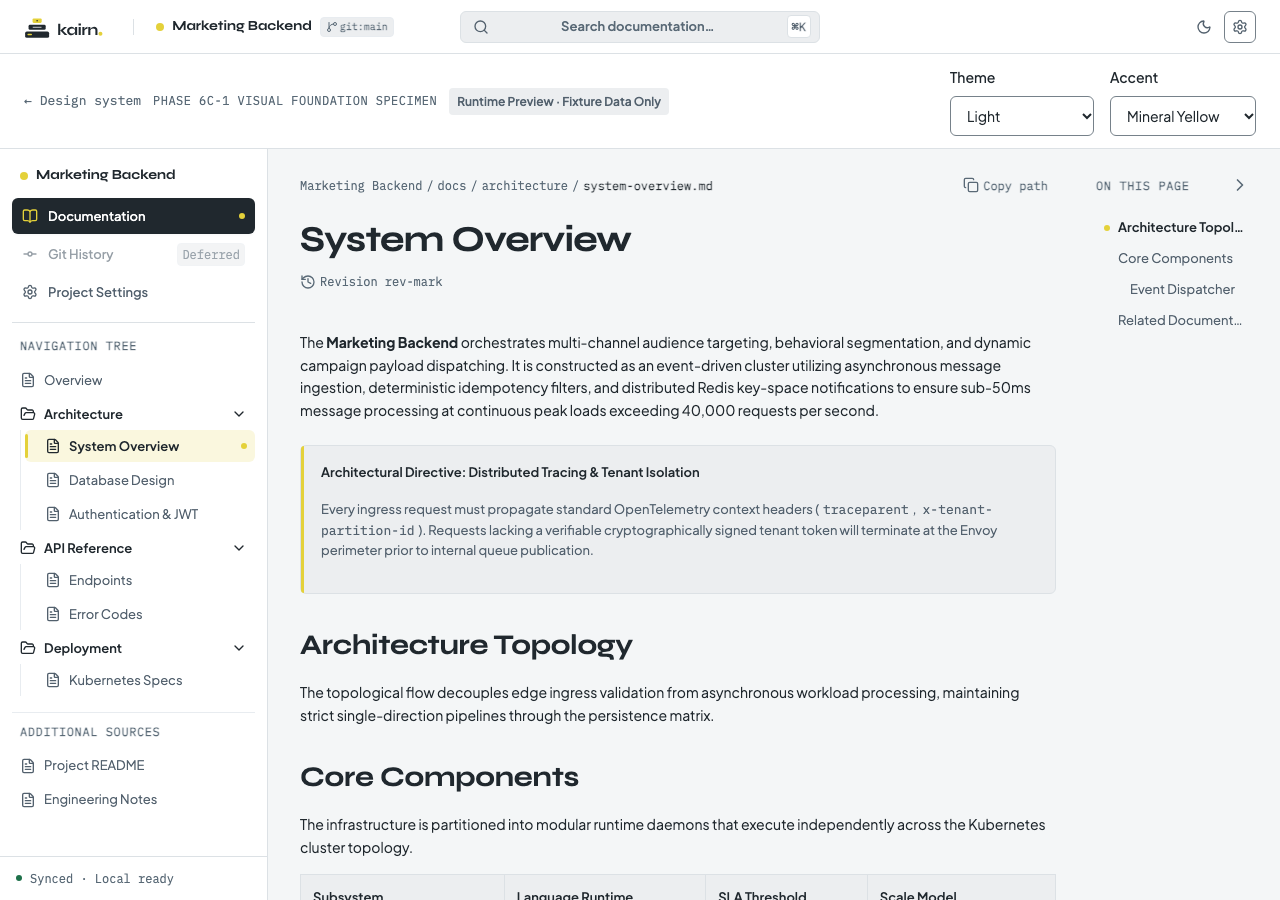 kairn.
Marketing Backend
git:main
Search documentation…
⌘K
← Design system
PHASE 6C-1 VISUAL FOUNDATION SPECIMEN
Runtime Preview · Fixture Data Only
Theme
Light
Accent
Mineral Yellow
Marketing Backend
Documentation
Git History
Deferred
Project Settings
NAVIGATION TREE
Overview
Architecture
System Overview
Database Design
Authentication & JWT
API Reference
Endpoints
Error Codes
Deployment
Kubernetes Specs
ADDITIONAL SOURCES
Project README
Engineering Notes
Synced · Local ready
Marketing Backend / docs / architecture / system-overview.md
Copy path
System Overview
Revision rev-mark
The Marketing Backend orchestrates multi-channel audience targeting, behavioral segmentation, and dynamic
campaign payload dispatching. It is constructed as an event-driven cluster utilizing asynchronous message
ingestion, deterministic idempotency filters, and distributed Redis key-space notifications to ensure sub-50ms
message processing at continuous peak loads exceeding 40,000 requests per second.
Architectural Directive: Distributed Tracing & Tenant Isolation
Every ingress request must propagate standard OpenTelemetry context headers ( traceparent , x-tenant-
partition-id ). Requests lacking a verifiable cryptographically signed tenant token will terminate at the Envoy
perimeter prior to internal queue publication.
Architecture Topology
The topological flow decouples edge ingress validation from asynchronous workload processing, maintaining
strict single-direction pipelines through the persistence matrix.
Core Components
The infrastructure is partitioned into modular runtime daemons that execute independently across the Kubernetes
cluster topology.
Subsystem
Language Runtime
SLA Threshold
Scale Model
ON THIS PAGE
Architecture Topol…
Core Components
Event Dispatcher
Related Document…